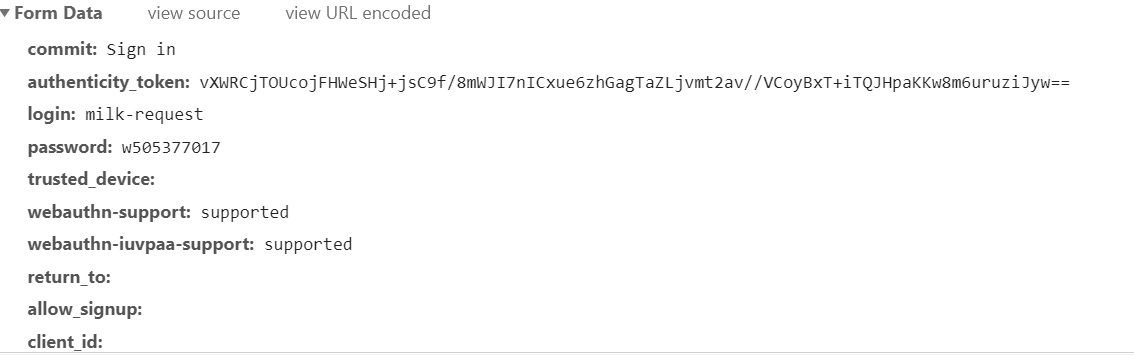 Form Data view source view URL encoded
commit: Sign in
authenticity_token: vXWRCjTOUcojFHWeSHj+jsC9f/8mWJI7nICxue6zhGagTaZLjvmt2av//VCoyBxT+iTQJHpaKKw8m6uruziJyw==
login: milk-request
password: w505377017
trusted_device:
webauthn-support: supported
webauthn-iuvpaa-support: supported
return_to:
allow_signup:
client_id: